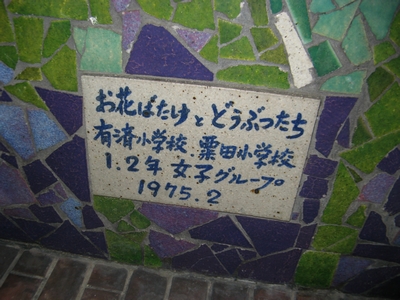 お花ばたけとどうぶつたち
有済小学校 粟田小学校
1.2年 女子グループ
1975.2